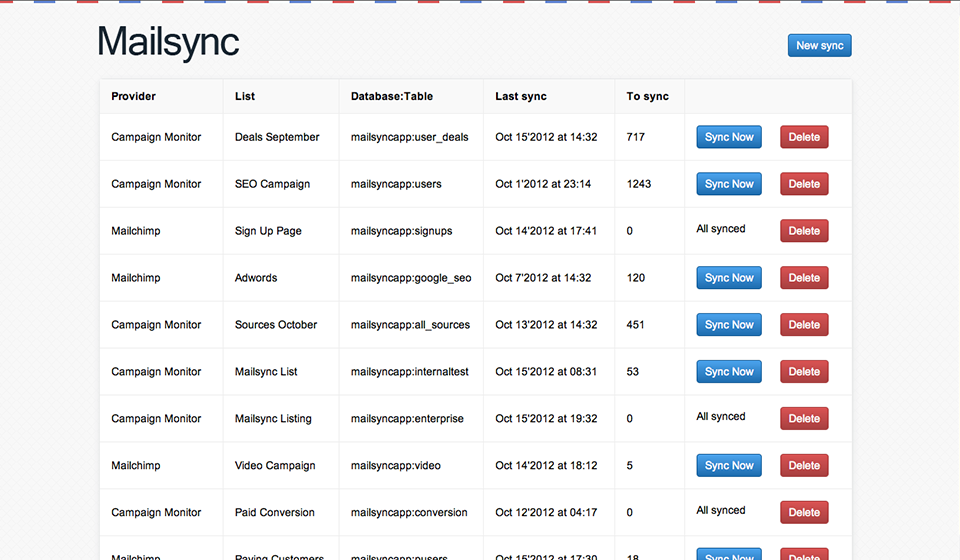 Mailsync
New sync
Provider List Database:Table Last sync To sync
Campaign Monitor Deals September mailsyncapp:user_deals Oct 15'2012 at 14:32 717 Sync Now Delete
Campaign Monitor SEO Campaign mailsyncapp:users Oct 1'2012 at 23:14 1243 Sync Now Delete
Mailchimp Sign Up Page mailsyncapp:signups Oct 14'2012 at 17:41 0 All synced Delete
Mailchimp Adwords mailsyncapp:google_seo Oct 7'2012 at 14:32 120 Sync Now Delete
Campaign Monitor Sources October mailsyncapp:all_sources Oct 13'2012 at 14:32 451 Sync Now Delete
Campaign Monitor Mailsync List mailsyncapp:internaltest Oct 15'2012 at 08:31 53 Sync Now Delete
Campaign Monitor Mailsync Listing mailsyncapp:enterprise Oct 15'2012 at 19:32 0 All synced Delete
Mailchimp Video Campaign mailsyncapp:video Oct 14'2012 at 18:12 5 Sync Now Delete
Campaign Monitor Paid Conversion mailsyncapp:conversion Oct 12'2012 at 04:17 0 All synced Delete
Mailchimp Paying Customers mailsyncapp:pusers Oct 15'2012 at 17:30 18 Sync Now Delete